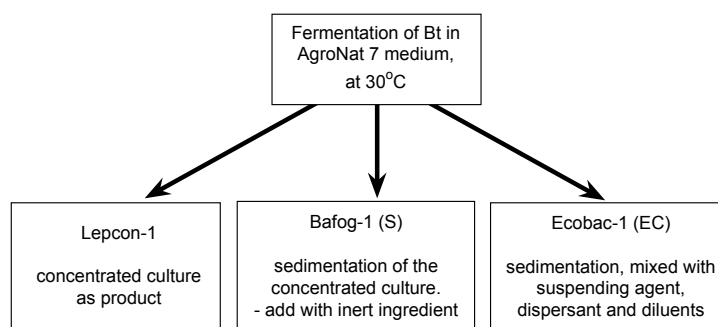 Fermentation of Bt in
AgroNat 7 medium,
at 30°C
Lepcon-1
concentrated culture
as product
Bafog-1 (S)
sedimentation of the
concentrated culture.
- add with inert ingredient
Ecobac-1 (EC)
sedimentation, mixed with
suspending agent,
dispersant and diluents